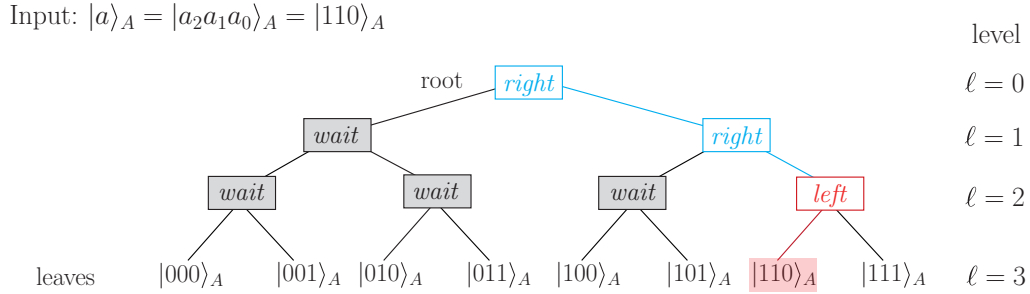 Input: |a⟩_A = |a₂a₁a₀⟩_A = |110⟩_A
level
root right ℓ = 0
wait right ℓ = 1
wait wait wait left ℓ = 2
leaves |000⟩_A |001⟩_A |010⟩_A |011⟩_A |100⟩_A |101⟩_A |110⟩_A |111⟩_A ℓ = 3